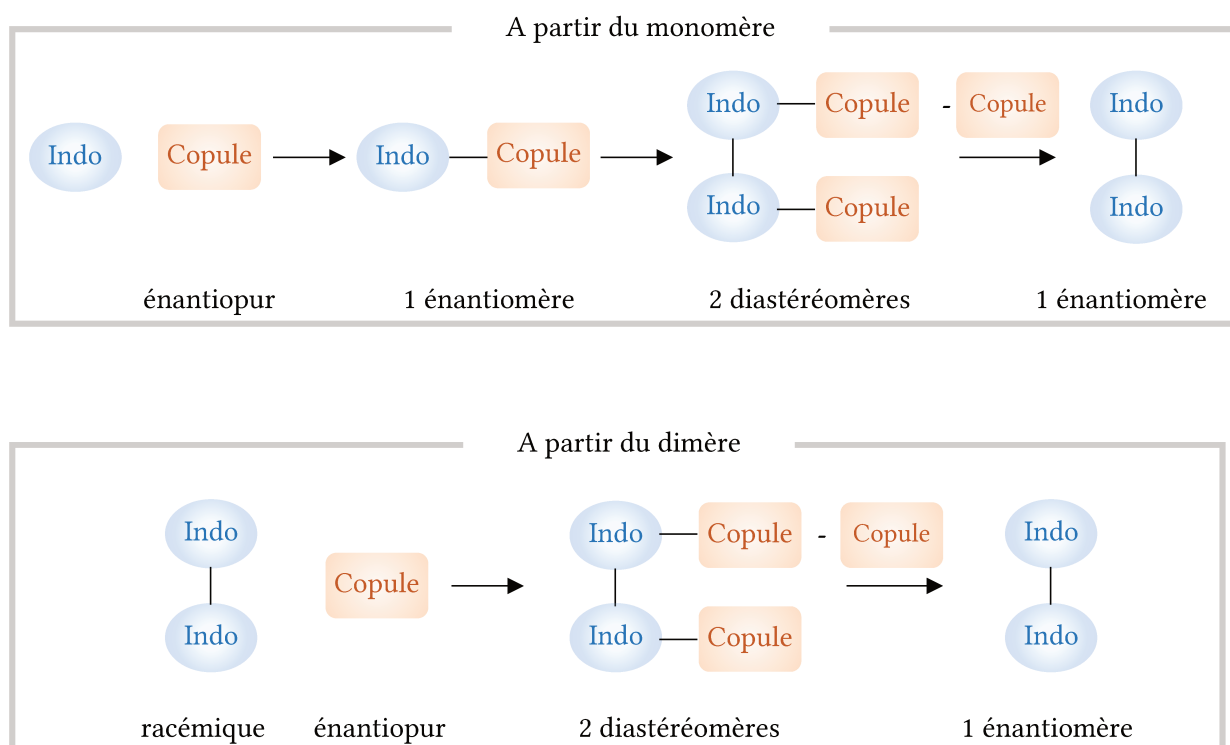 A partir du monomère
Indo Copule Indo Copule Indo Copule - Copule Indo
Indo Copule Indo
énantiopur 1 énantiomère 2 diastéréomères 1 énantiomère
A partir du dimère
Indo Indo Copule - Copule Indo
Copule
Indo Indo Copule Indo
racémique énantiopur 2 diastéréomères 1 énantiomère